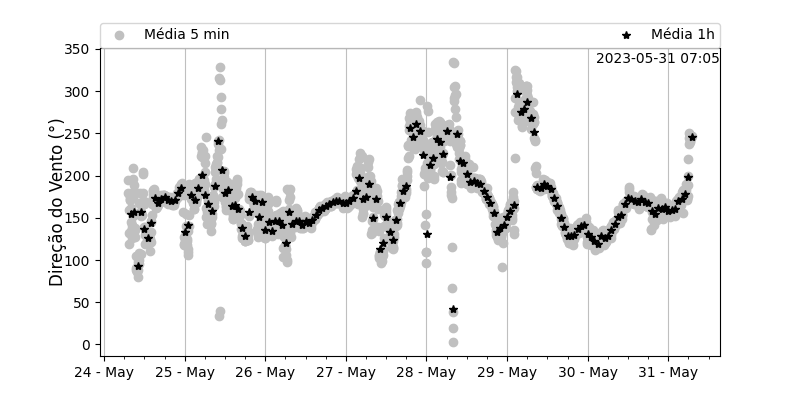 Média 5 min
Média 1h
2023-05-31 07:05
Direção do Vento (°)
350
300
250
200
150
100
50
0
24 - May
25 - May
26 - May
27 - May
28 - May
29 - May
30 - May
31 - May